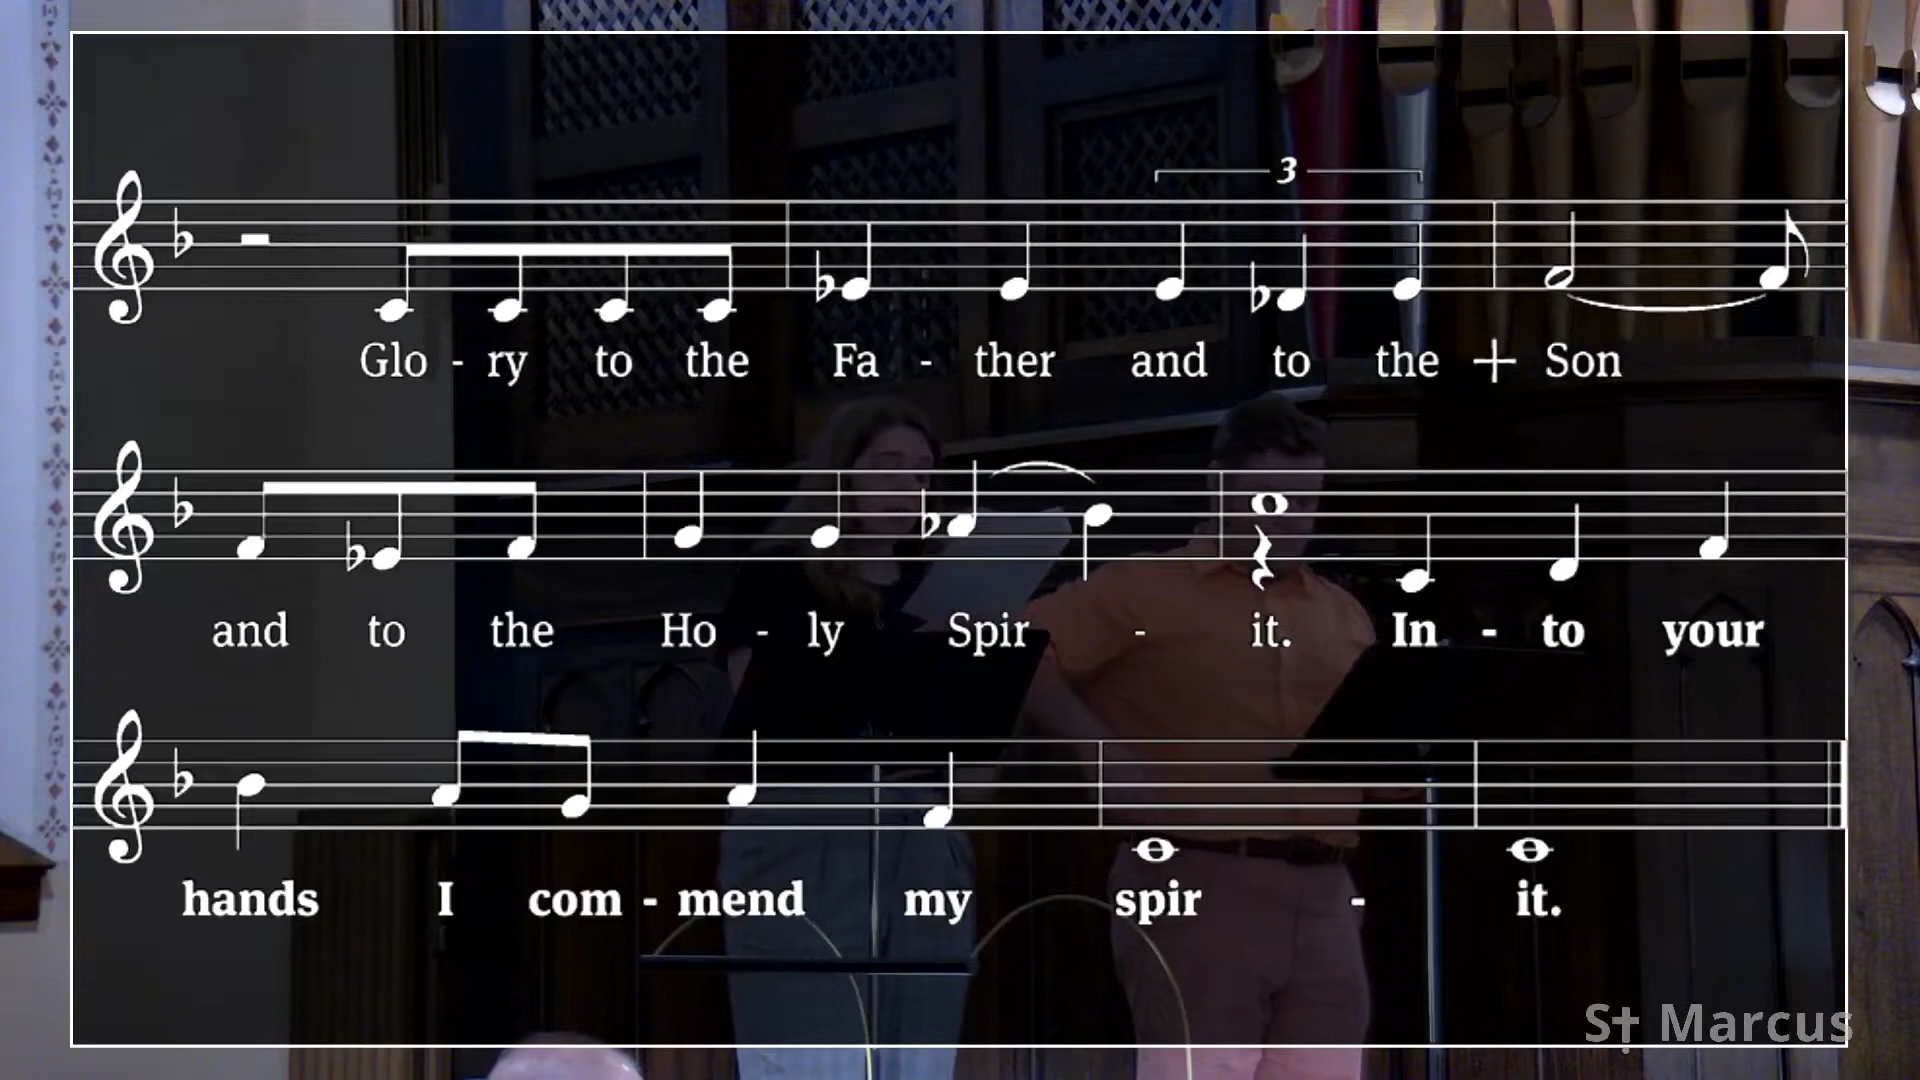 3
Glo - ry to the Fa - ther and to the + Son
and to the Ho - ly Spir - it. In - to your
hands I com - mend my spir - it.
St Marcus